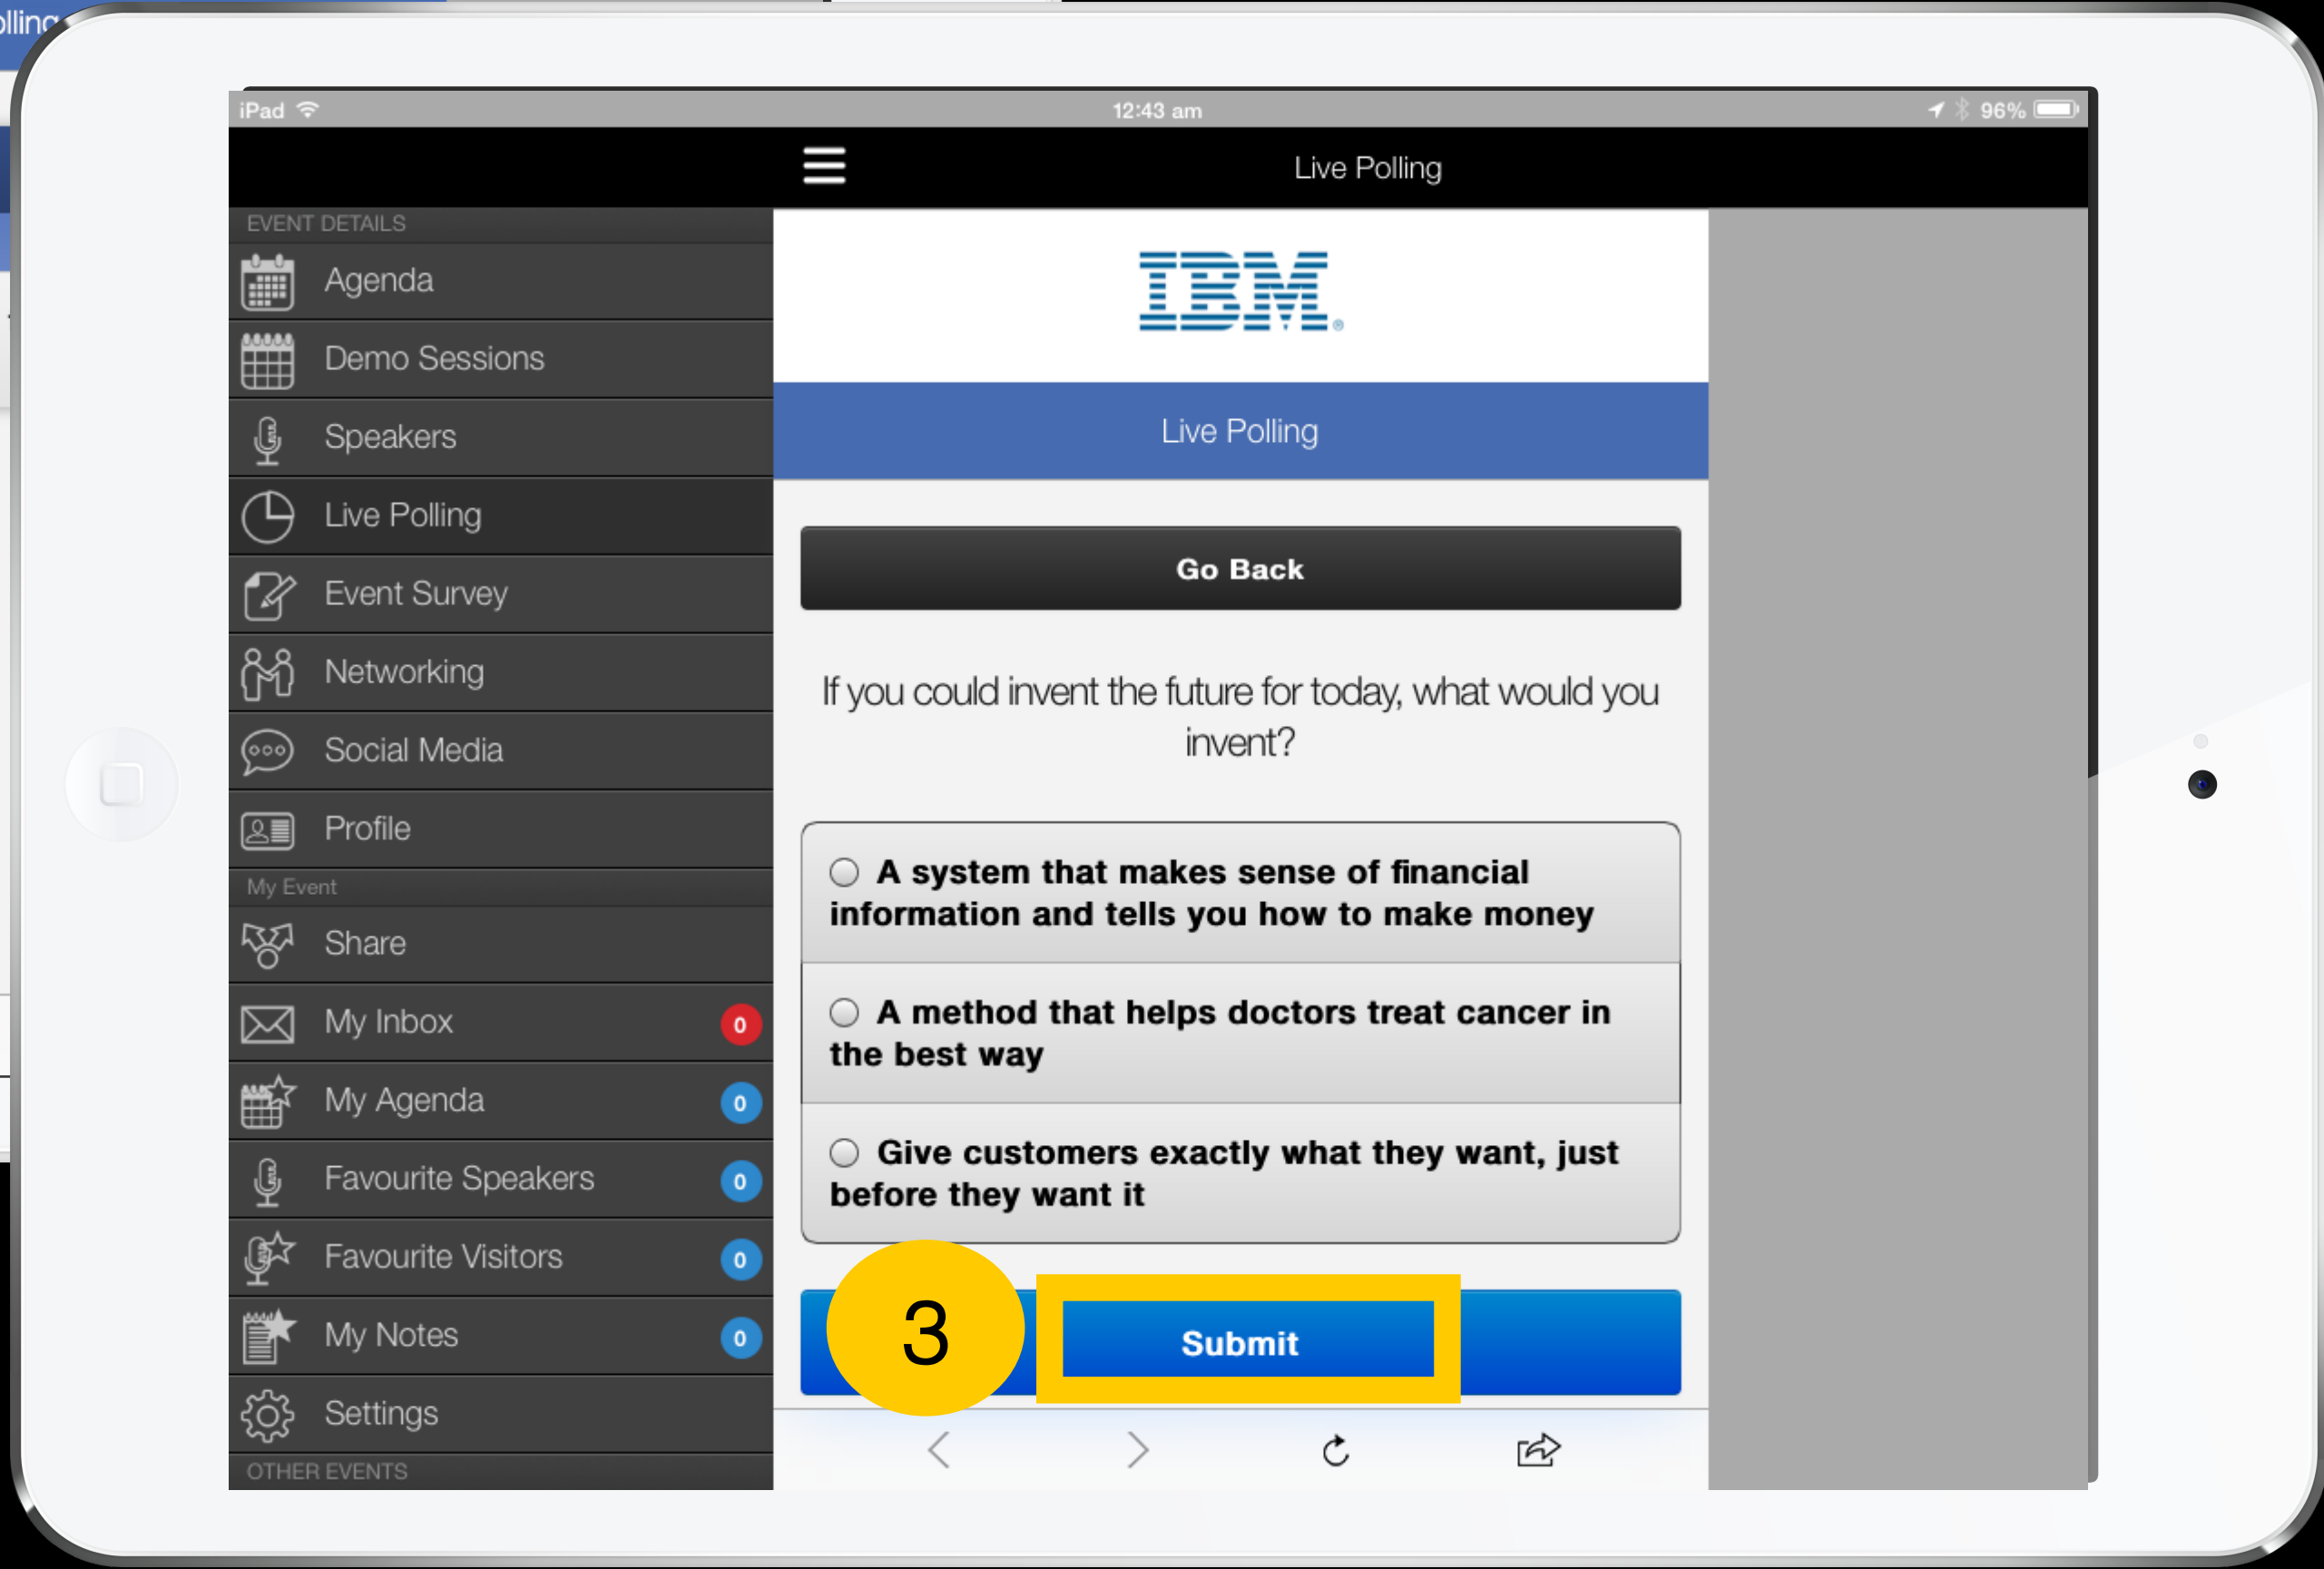 iPad
12:43 am
96%
Live Polling
EVENT DETAILS
Agenda
Demo Sessions
Speakers
Live Polling
Event Survey
Networking
Social Media
Profile
My Event
Share
My Inbox 0
My Agenda 0
Favourite Speakers 0
Favourite Visitors 0
My Notes 0
Settings
OTHER EVENTS
IBM®
Live Polling
Go Back
If you could invent the future for today, what would you
invent?
A system that makes sense of financial
information and tells you how to make money
A method that helps doctors treat cancer in
the best way
Give customers exactly what they want, just
before they want it
3
Submit